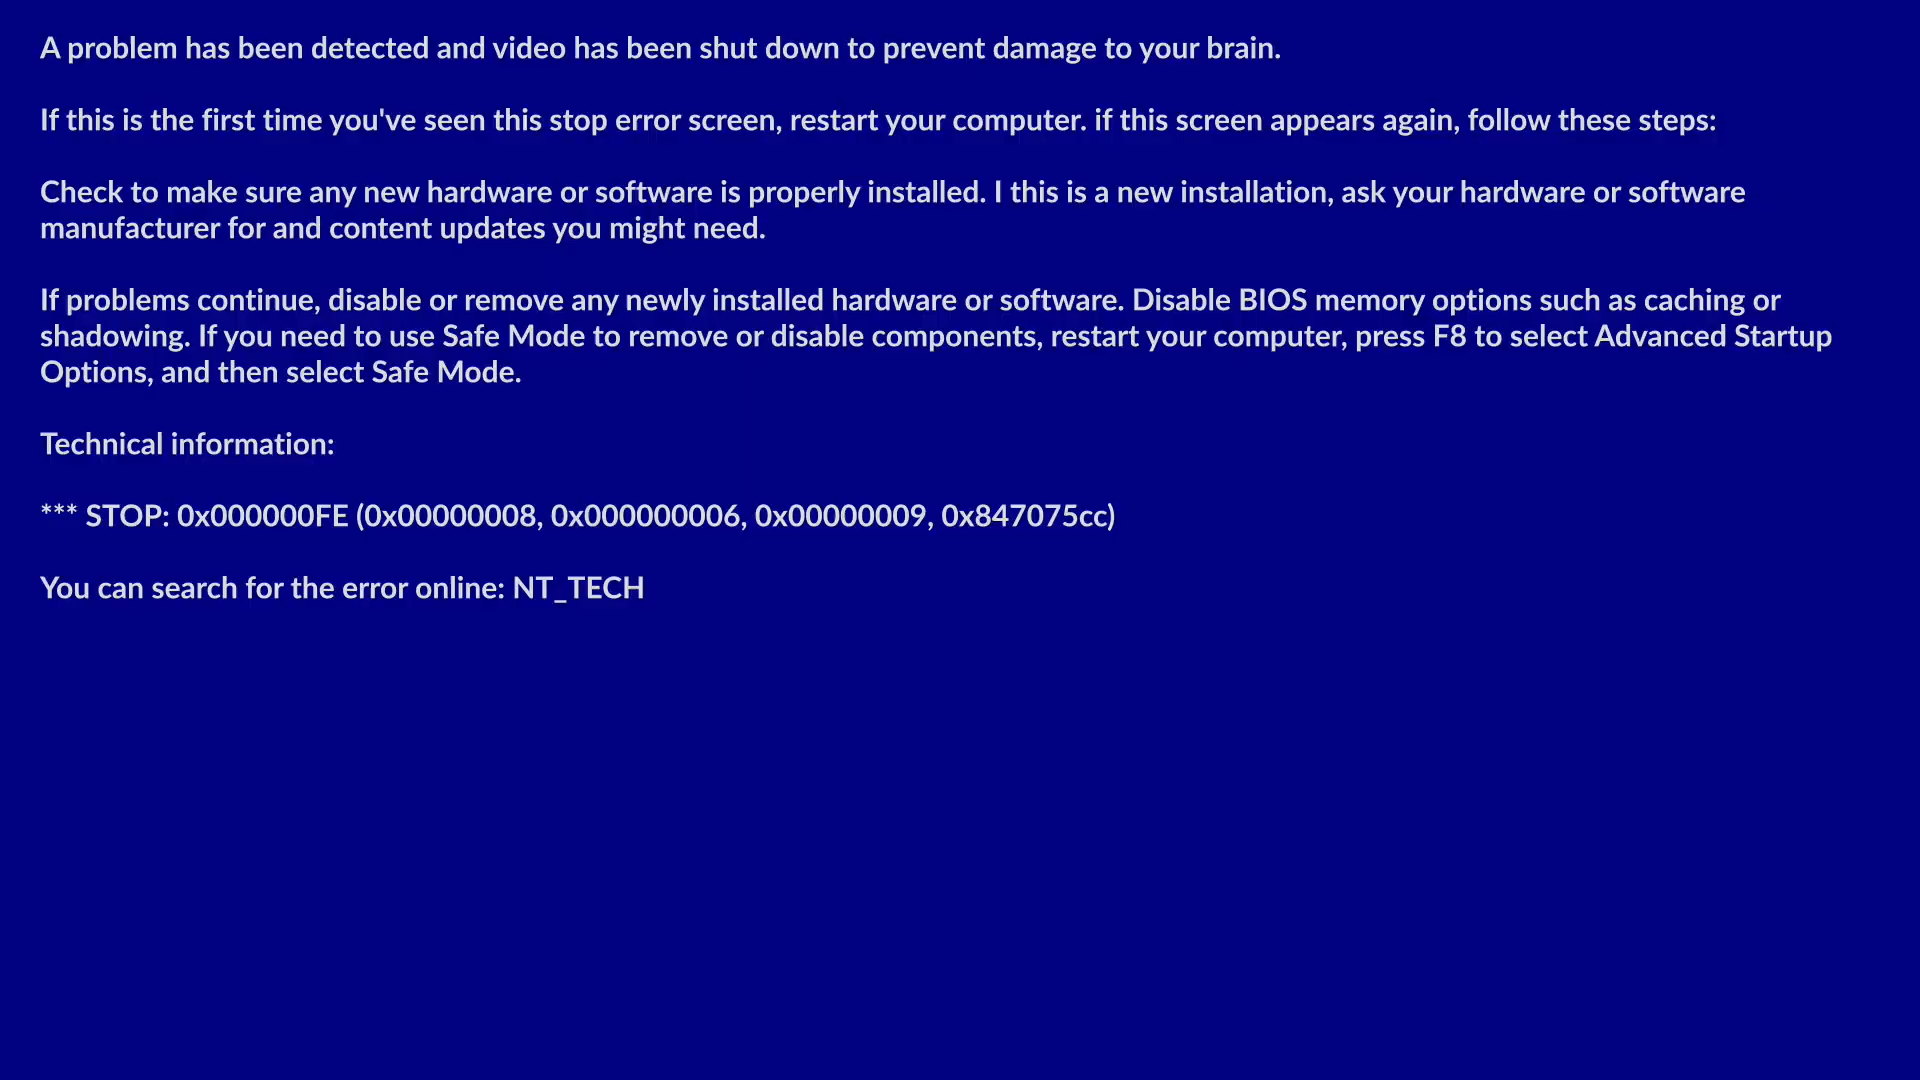 A problem has been detected and video has been shut down to prevent damage to your brain.
If this is the first time you've seen this stop error screen, restart your computer. if this screen appears again, follow these steps:
Check to make sure any new hardware or software is properly installed. I this is a new installation, ask your hardware or software
manufacturer for and content updates you might need.
If problems continue, disable or remove any newly installed hardware or software. Disable BIOS memory options such as caching or
shadowing. If you need to use Safe Mode to remove or disable components, restart your computer, press F8 to select Advanced Startup
Options, and then select Safe Mode.
Technical information:
*** STOP: 0x000000FE (0x00000008, 0x000000006, 0x00000009, 0x847075cc)
You can search for the error online: NT_TECH